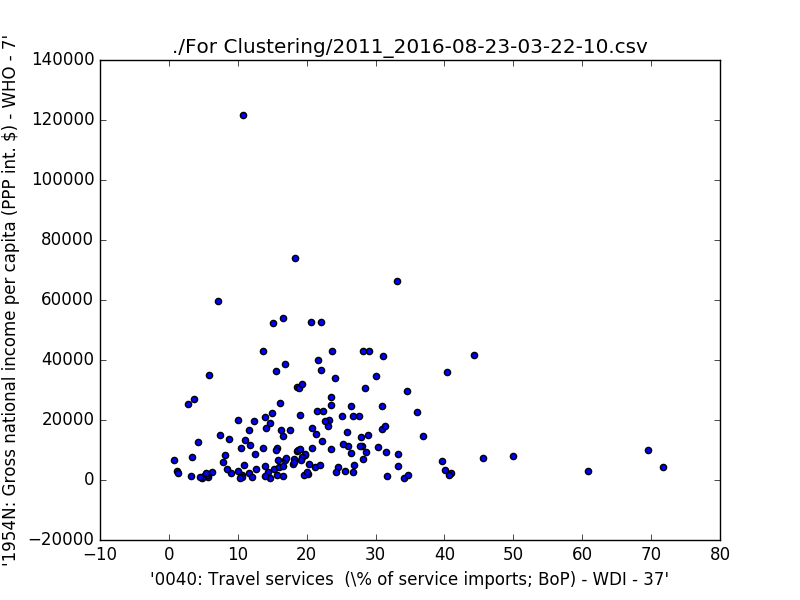 ./For Clustering/2011_2016-08-23-03-22-10.csv
'1954N: Gross national income per capita (PPP int. $) - WHO - 7'
140000
120000
100000
80000
60000
40000
20000
0
−20000
−10 0 10 20 30 40 50 60 70 80
'0040: Travel services  (\% of service imports; BoP) - WDI - 37'